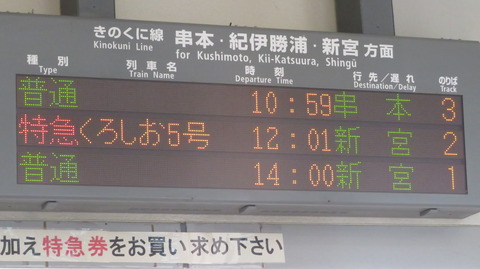 きのくに線 串本・紀伊勝浦・新宮 方面
Kinokuni Line for Kushimoto, Kii-Katsuura, Shingū
種別 列車名 時刻 行先/遅れ のりば
Type Train Name Departure Time Destination/Delay Track
普通 10:59 串本 3
特急 くろしお5号 12:01 新宮 2
普通 14:00 新宮 1
加え特急券をお買い求め下さい